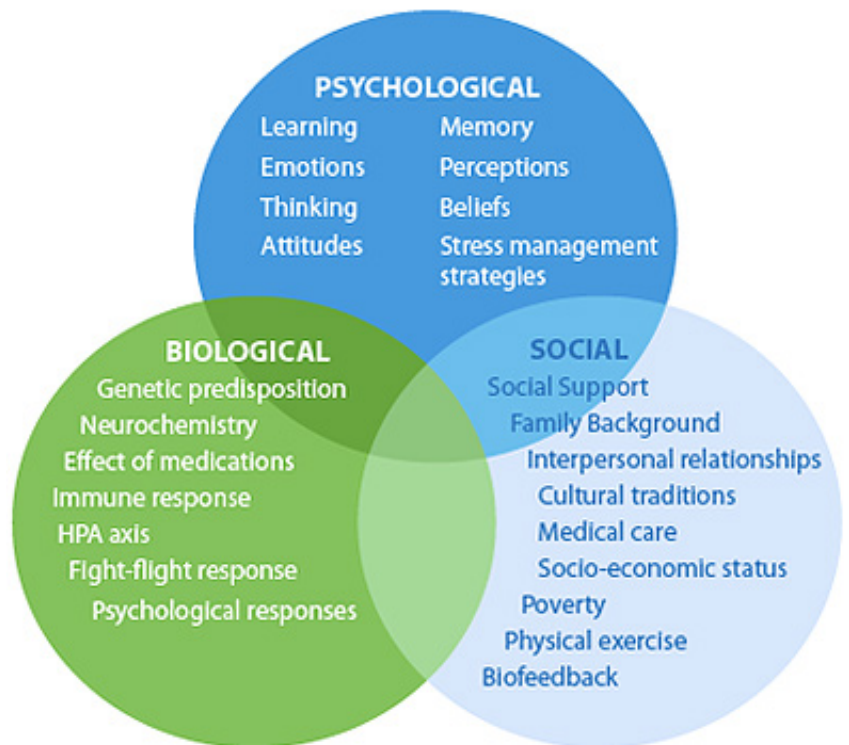 PSYCHOLOGICAL
Learning
Emotions
Thinking
Attitudes
Memory
Perceptions
Beliefs
Stress management
strategies
BIOLOGICAL
Genetic predisposition
Neurochemistry
Effect of medications
Immune response
HPA axis
Fight-flight response
Psychological responses
SOCIAL
Social Support
Family Background
Interpersonal relationships
Cultural traditions
Medical care
Socio-economic status
Poverty
Physical exercise
Biofeedback